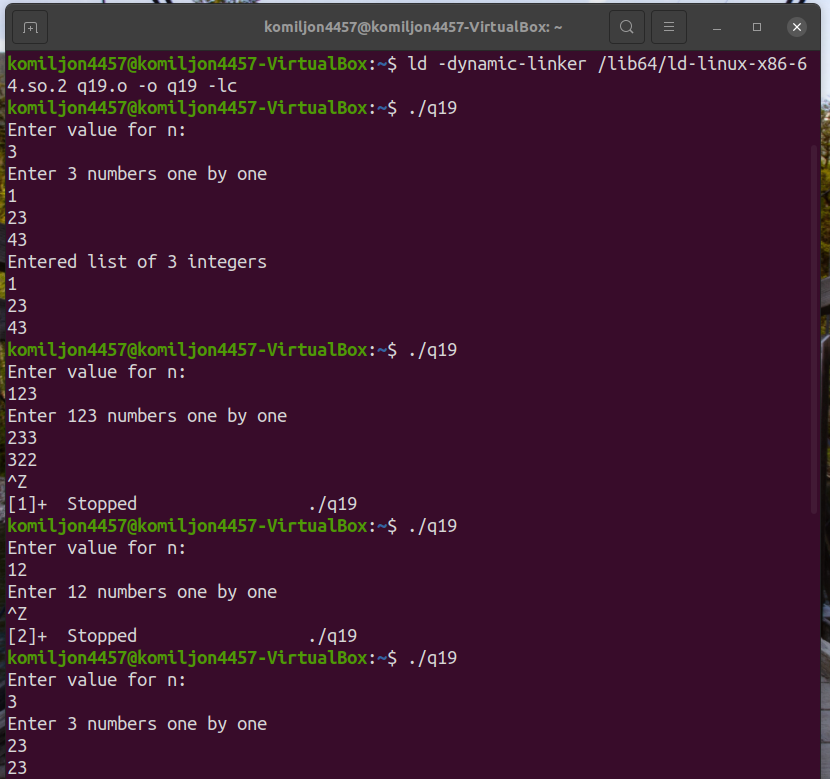 komiljon4457@komiljon4457-VirtualBox: ~
komiljon4457@komiljon4457-VirtualBox:~$ ld -dynamic-linker /lib64/ld-linux-x86-6
4.so.2 q19.o -o q19 -lc
komiljon4457@komiljon4457-VirtualBox:~$ ./q19
Enter value for n:
3
Enter 3 numbers one by one
1
23
43
Entered list of 3 integers
1
23
43
komiljon4457@komiljon4457-VirtualBox:~$ ./q19
Enter value for n:
123
Enter 123 numbers one by one
233
322
^Z
[1]+  Stopped                 ./q19
komiljon4457@komiljon4457-VirtualBox:~$ ./q19
Enter value for n:
12
Enter 12 numbers one by one
^Z
[2]+  Stopped                 ./q19
komiljon4457@komiljon4457-VirtualBox:~$ ./q19
Enter value for n:
3
Enter 3 numbers one by one
23
23